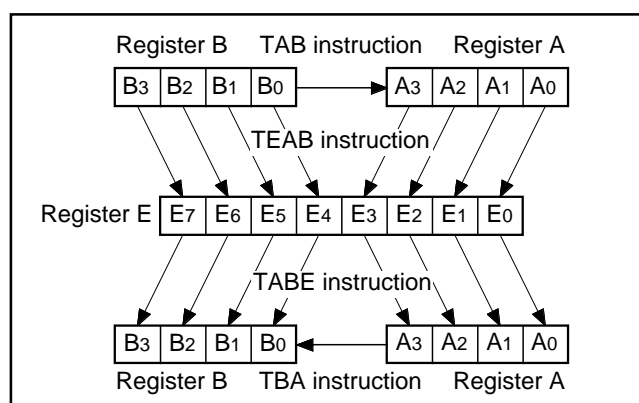 Register B TAB instruction Register A
B3 B2 B1 B0 A3 A2 A1 A0
TEAB instruction
Register E E7 E6 E5 E4 E3 E2 E1 E0
TABE instruction
B3 B2 B1 B0 A3 A2 A1 A0
Register B TBA instruction Register A